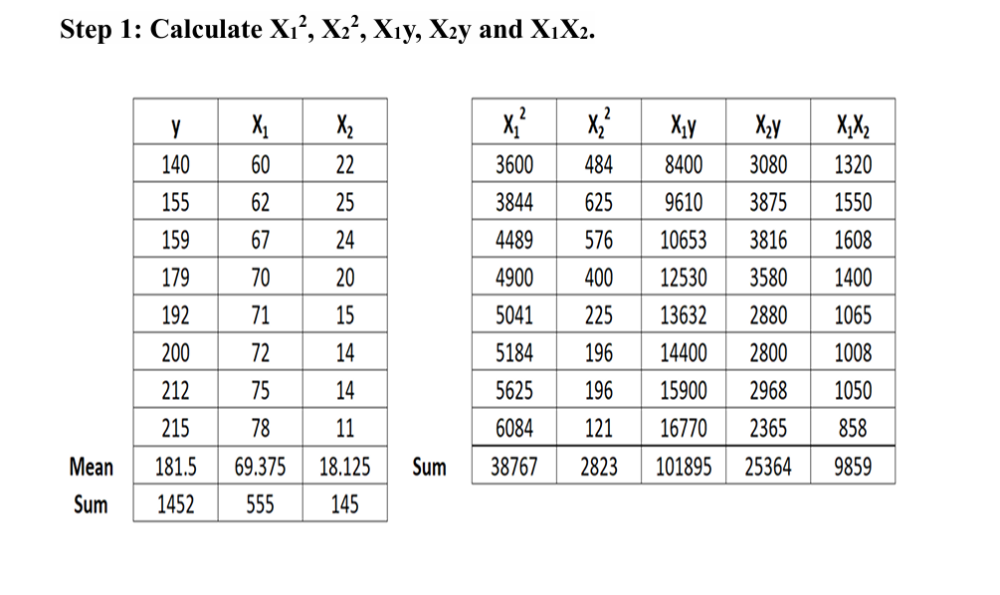 Step 1: Calculate X₁², X₂², X₁y, X₂y and X₁X₂.
y X₁ X₂ X₁² X₂² X₁y X₂y X₁X₂
140 60 22 3600 484 8400 3080 1320
155 62 25 3844 625 9610 3875 1550
159 67 24 4489 576 10653 3816 1608
179 70 20 4900 400 12530 3580 1400
192 71 15 5041 225 13632 2880 1065
200 72 14 5184 196 14400 2800 1008
212 75 14 5625 196 15900 2968 1050
215 78 11 6084 121 16770 2365 858
Mean 181.5 69.375 18.125 Sum 38767 2823 101895 25364 9859
Sum 1452 555 145